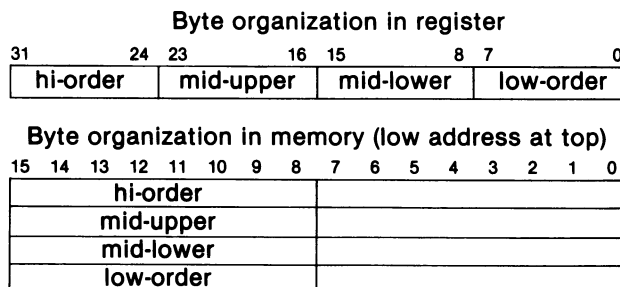 Byte organization in register
31 24 23 16 15 8 7 0
hi-order mid-upper mid-lower low-order
Byte organization in memory (low address at top)
15 14 13 12 11 10 9 8 7 6 5 4 3 2 1 0
hi-order
mid-upper
mid-lower
low-order